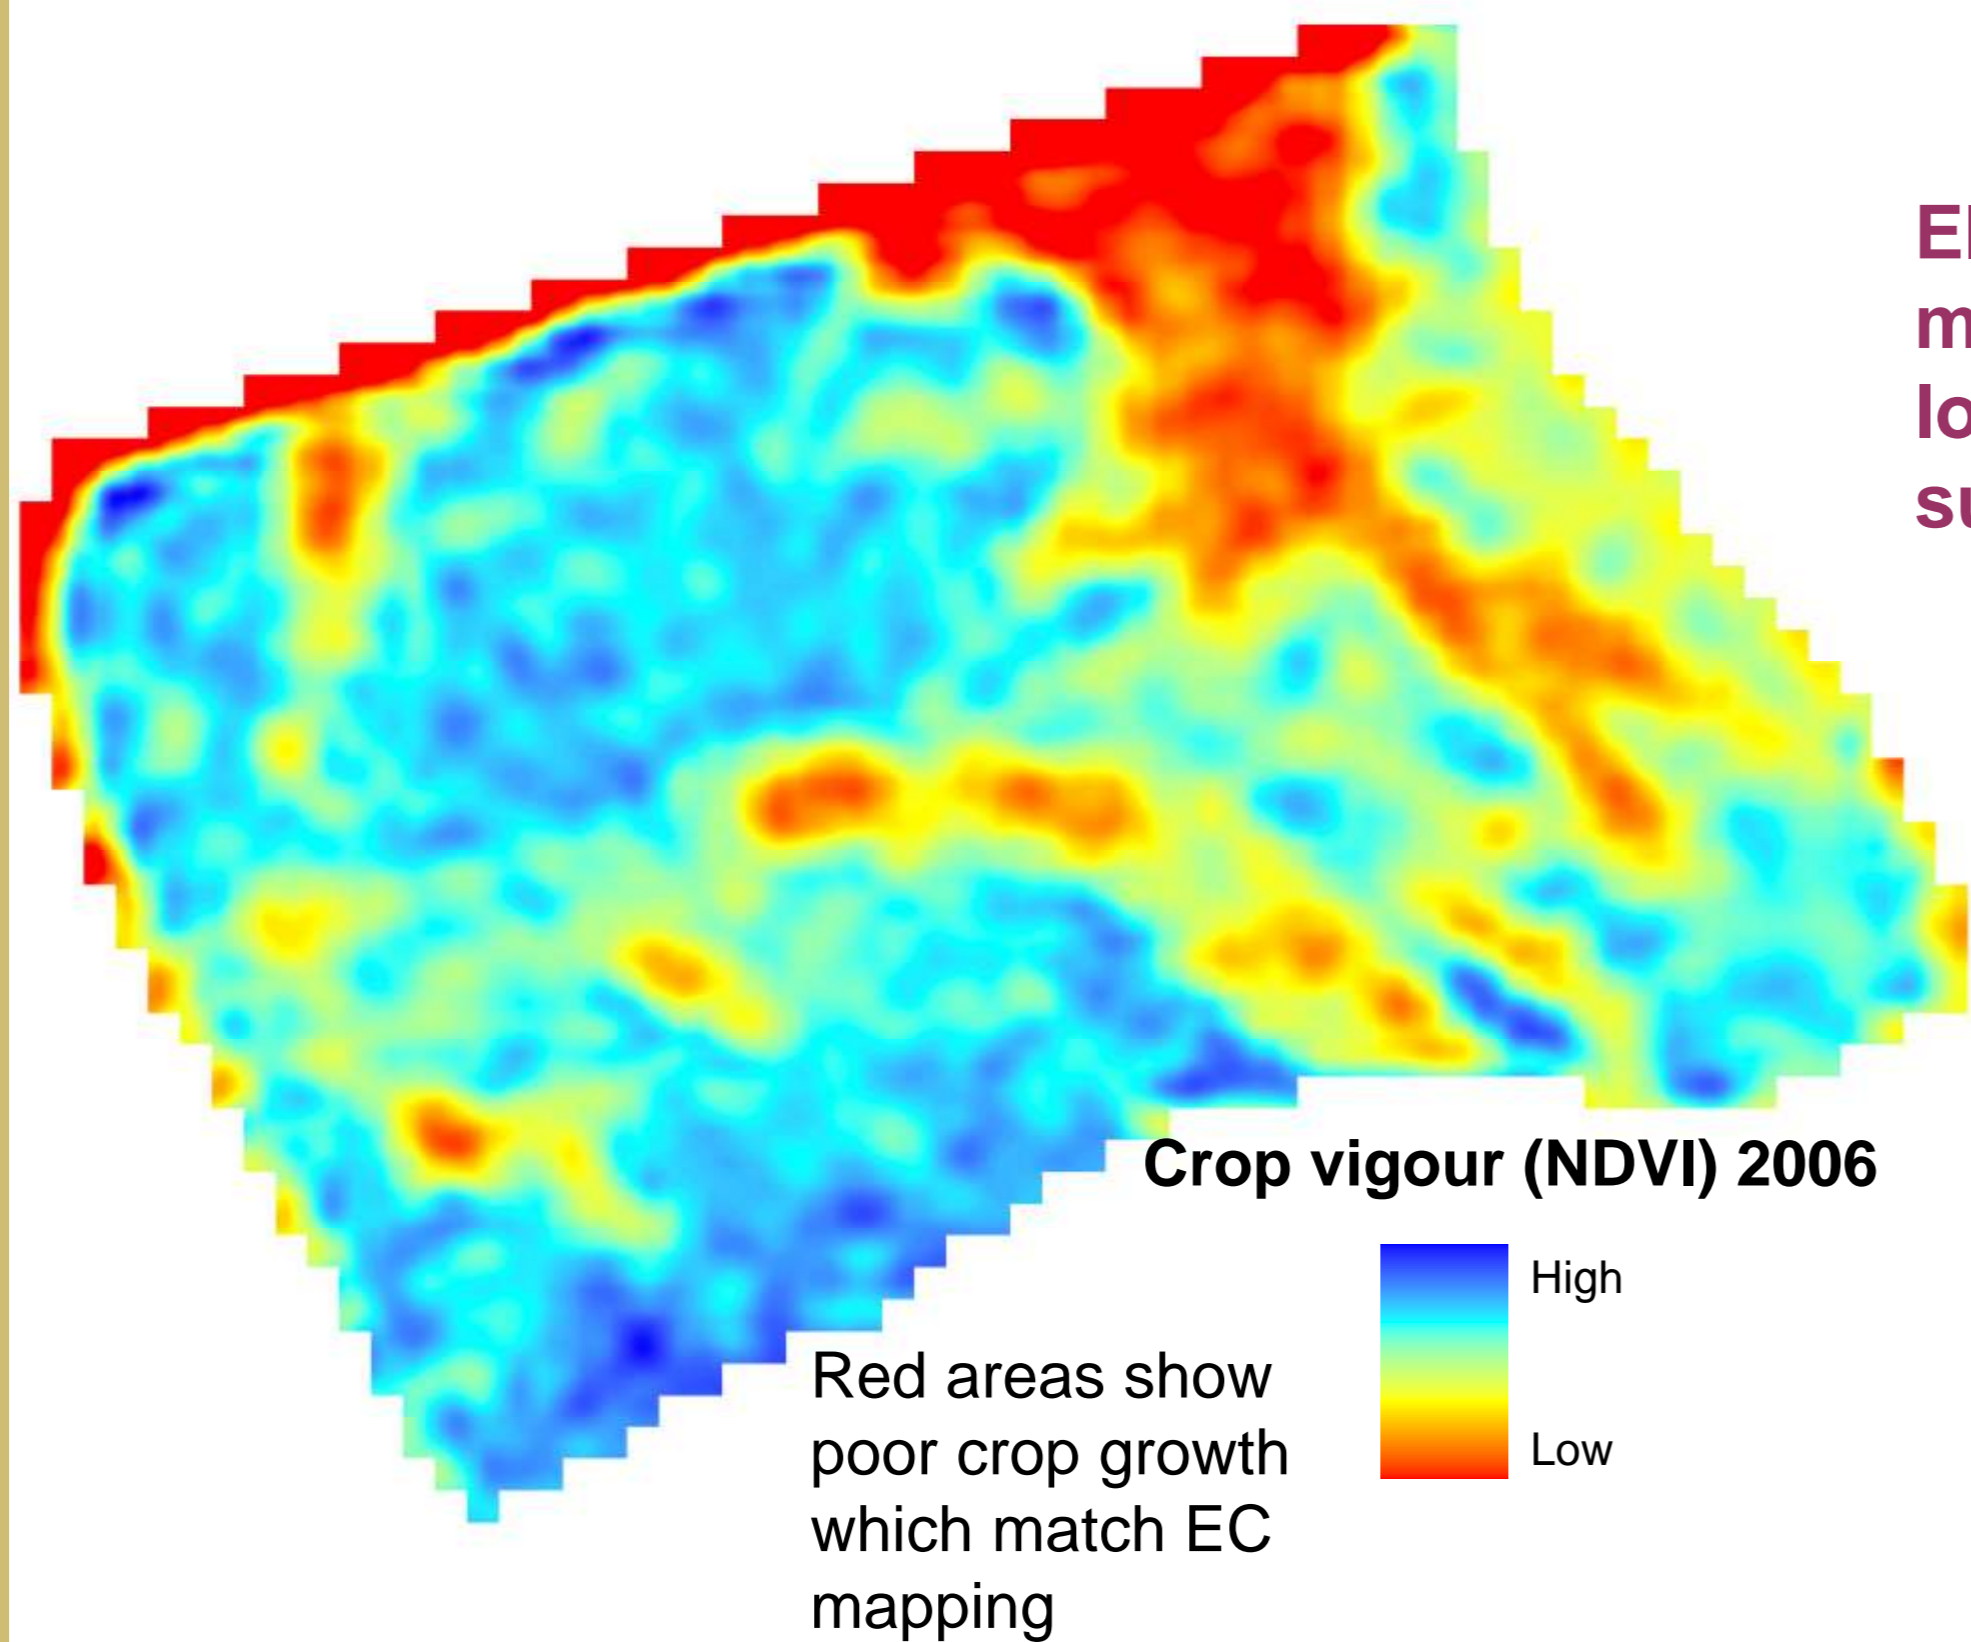 Crop vigour (NDVI) 2006
High
Low
Red areas show
poor crop growth
which match EC
mapping